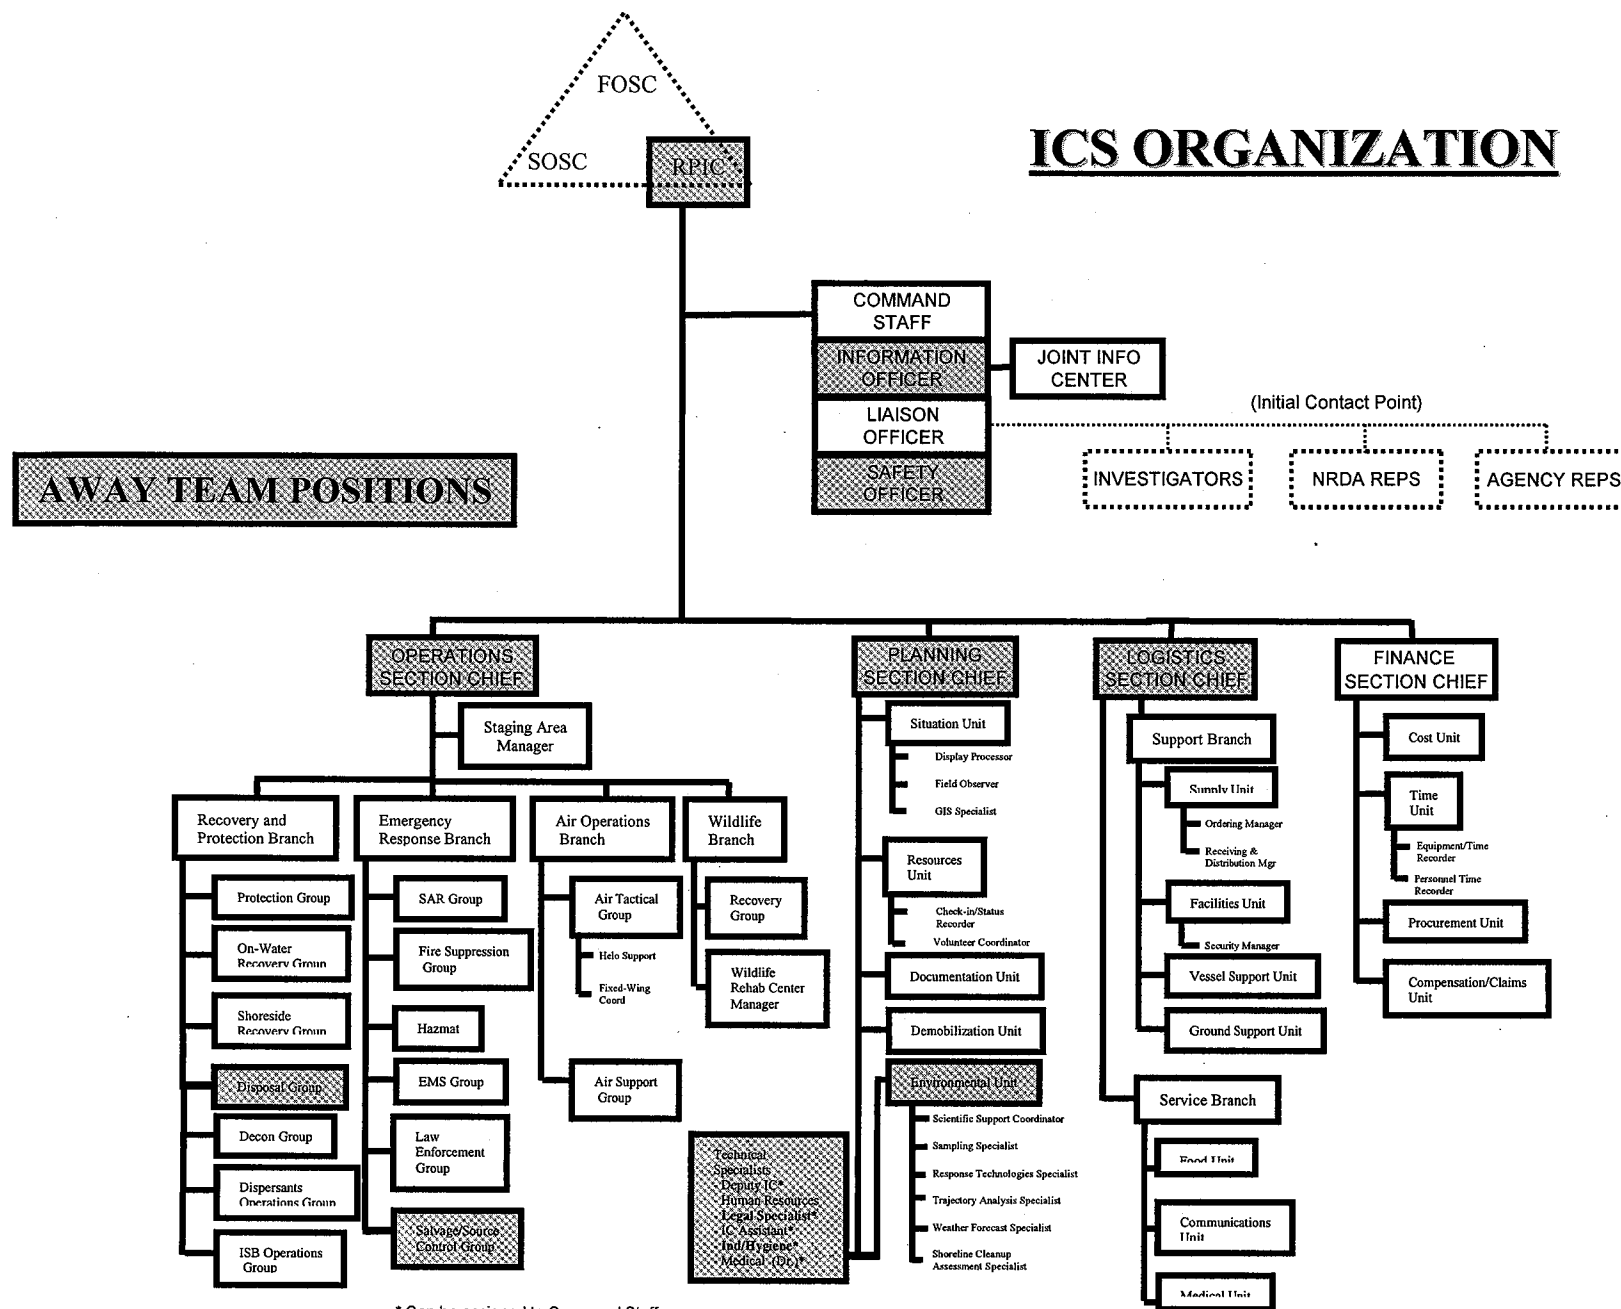 FOSC
SOSC
RPIC
ICS ORGANIZATION
COMMAND
STAFF
INFORMATION
OFFICER
JOINT INFO
CENTER
LIAISON
OFFICER
SAFETY
OFFICER
(Initial Contact Point)
INVESTIGATORS
NRDA REPS
AGENCY REPS
AWAY TEAM POSITIONS
OPERATIONS
SECTION CHIEF
PLANNING
SECTION CHIEF
LOGISTICS
SECTION CHIEF
FINANCE
SECTION CHIEF
Staging Area
Manager
Recovery and
Protection Branch
Protection Group
On-Water
Recovery Group
Shoreside
Recovery Group
Disposal Group
Decon Group
Dispersants
Operations Group
ISB Operations
Group
Emergency
Response Branch
SAR Group
Fire Suppression
Group
Hazmat
EMS Group
Law
Enforcement
Group
Salvage/Source
Control Group
Air Operations
Branch
Air Tactical
Group
Helo Support
Fixed-Wing
Coord
Air Support
Group
Wildlife
Branch
Recovery
Group
Wildlife
Rehab Center
Manager
Situation Unit
Display Processor
Field Observer
GIS Specialist
Resources
Unit
Check-in/Status
Recorder
Volunteer Coordinator
Documentation Unit
Demobilization Unit
Environmental Unit
Scientific Support Coordinator
Sampling Specialist
Response Technologies Specialist
Trajectory Analysis Specialist
Weather Forecast Specialist
Shoreline Cleanup
Assessment Specialist
Technical
Specialists
Deputy IC*
Human Resources
Legal Specialist*
IC Assistant*
Ind/Hygiene*
Medical (Dr.)*
Support Branch
Supply Unit
Ordering Manager
Receiving &
Distribution Mgr
Facilities Unit
Security Manager
Vessel Support Unit
Ground Support Unit
Service Branch
Food Unit
Communications
Unit
Medical Unit
Cost Unit
Time
Unit
Equipment/Time
Recorder
Personnel Time
Recorder
Procurement Unit
Compensation/Claims
Unit